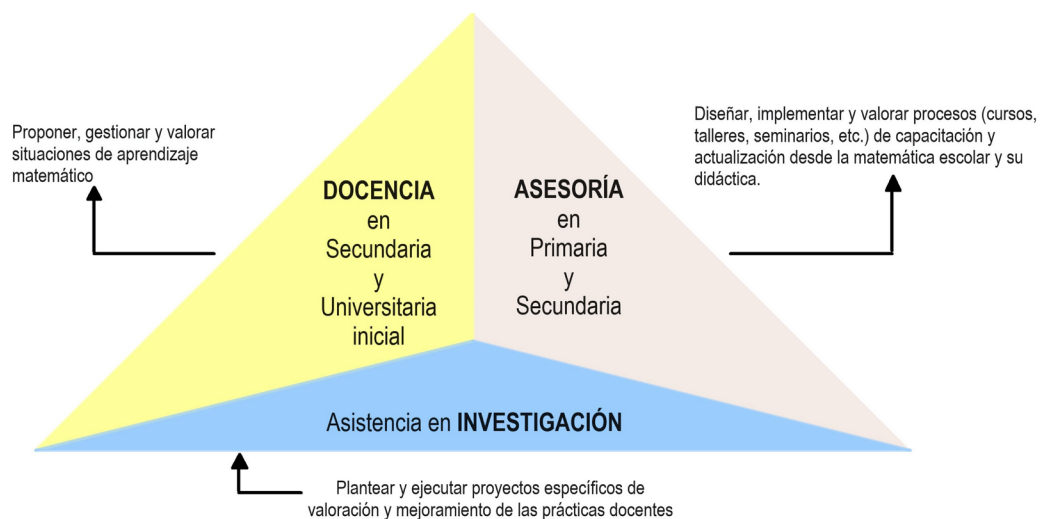 Proponer, gestionar y valorar
situaciones de aprendizaje
matemático
DOCENCIA
en
Secundaria
y
Universitaria
inicial
ASESORÍA
en
Primaria
y
Secundaria
Diseñar, implementar y valorar procesos (cursos,
talleres, seminarios, etc.) de capacitación y
actualización desde la matemática escolar y su
didáctica.
Asistencia en INVESTIGACIÓN
Plantear y ejecutar proyectos específicos de
valoración y mejoramiento de las prácticas docentes